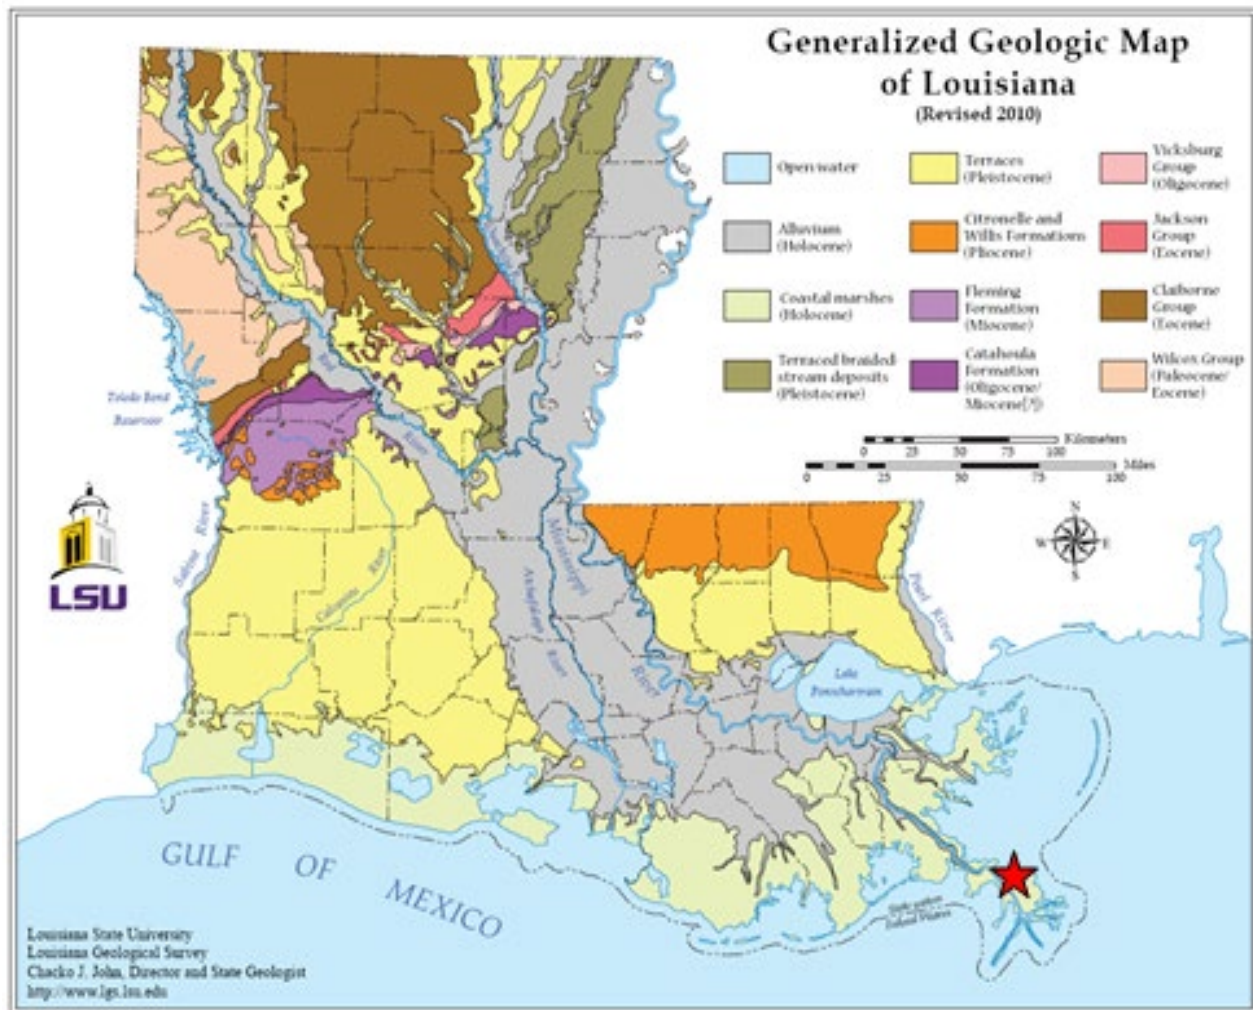 Generalized Geologic Map
of Louisiana
(Revised 2010)
Open water
Alluvium
(Holocene)
Coastal marshes
(Holocene)
Terraced braided
stream deposits
(Pleistocene)
Terraces
(Pleistocene)
Citronelle and
Willis Formations
(Pliocene)
Fleming
Formation
(Miocene)
Catahoula
Formation
(Oligocene/
Miocene[?])
Vicksburg
Group
(Oligocene)
Jackson
Group
(Eocene)
Claiborne
Group
(Eocene)
Wilcox Group
(Paleocene/
Eocene)
Kilometers
0 25 50 75 100
Miles
0 25 50 75 100
N
W E
S
Toledo Bend
Reservoir
Red
River
Sabine River
Calcasieu River
Mississippi
River
Atchafalaya River
Pearl River
Lake
Pontchartrain
LSU
GULF OF MEXICO
Louisiana State University
Louisiana Geological Survey
Chacko J. John, Director and State Geologist
http://www.lgs.lsu.edu